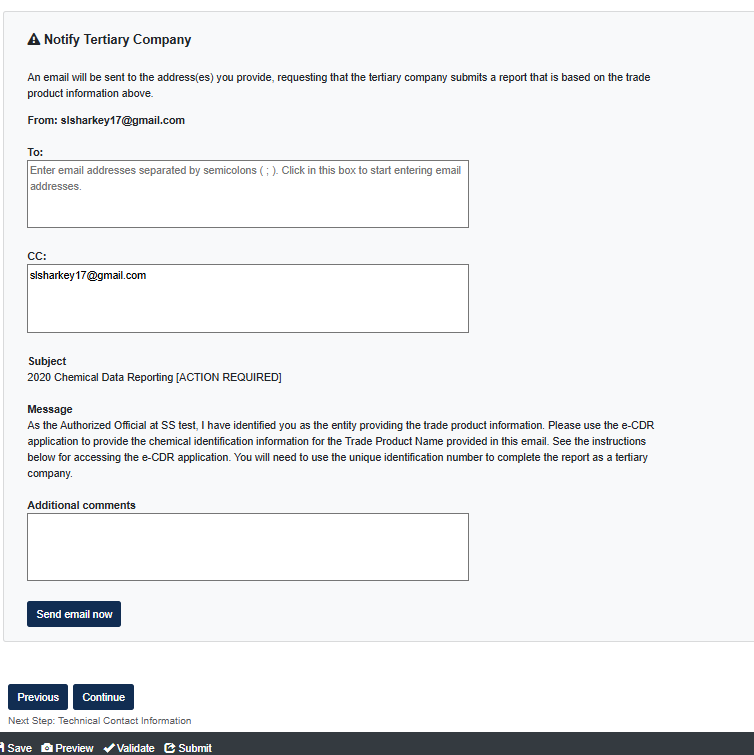 Notify Tertiary Company
An email will be sent to the address(es) you provide, requesting that the tertiary company submits a report that is based on the trade
product information above.
From: slsharkey17@gmail.com
To:
Enter email addresses separated by semicolons ( ; ). Click in this box to start entering email
addresses.
CC:
slsharkey17@gmail.com
Subject
2020 Chemical Data Reporting [ACTION REQUIRED]
Message
As the Authorized Official at SS test, I have identified you as the entity providing the trade product information. Please use the e-CDR
application to provide the chemical identification information for the Trade Product Name provided in this email. See the instructions
below for accessing the e-CDR application. You will need to use the unique identification number to complete the report as a tertiary
company.
Additional comments
Send email now
Previous Continue
Next Step: Technical Contact Information
Save Preview Validate Submit